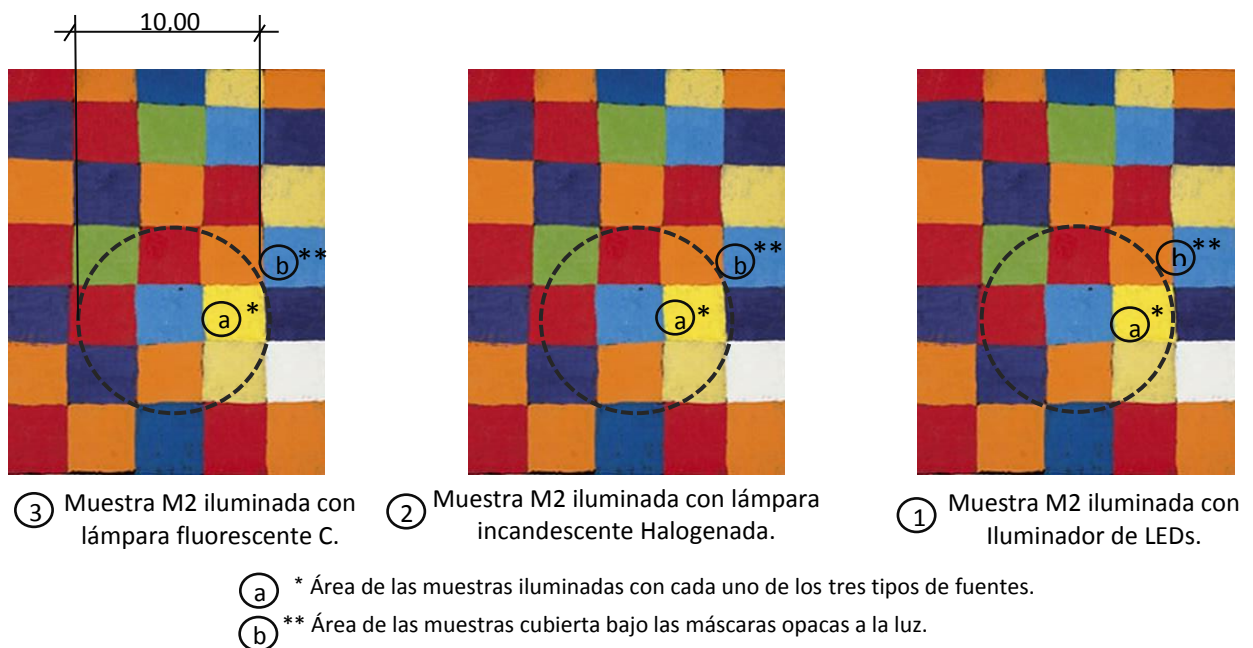 10,00
b **
b **
b **
a *
a *
a *
3 Muestra M2 iluminada con
lámpara fluorescente C.
2 Muestra M2 iluminada con lámpara
incandescente Halogenada.
1 Muestra M2 iluminada con
Iluminador de LEDs.
a * Área de las muestras iluminadas con cada uno de los tres tipos de fuentes.
b ** Área de las muestras cubierta bajo las máscaras opacas a la luz.